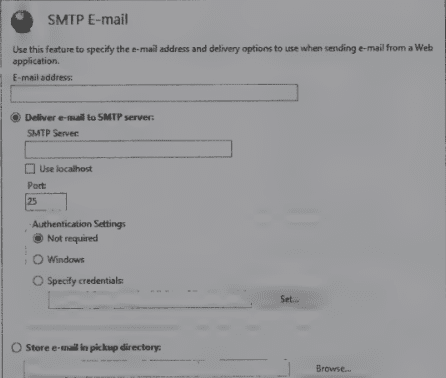 SMTP E-mail
Use this feature to specify the e-mail address and delivery options to use when sending e-mail from a Web
application.
E-mail address:
Deliver e-mail to SMTP server:
SMTP Server:
Use localhost
Port:
25
Authentication Settings
Not required
Windows
Specify credentials:
Set...
Store e-mail in pickup directory:
Browse...